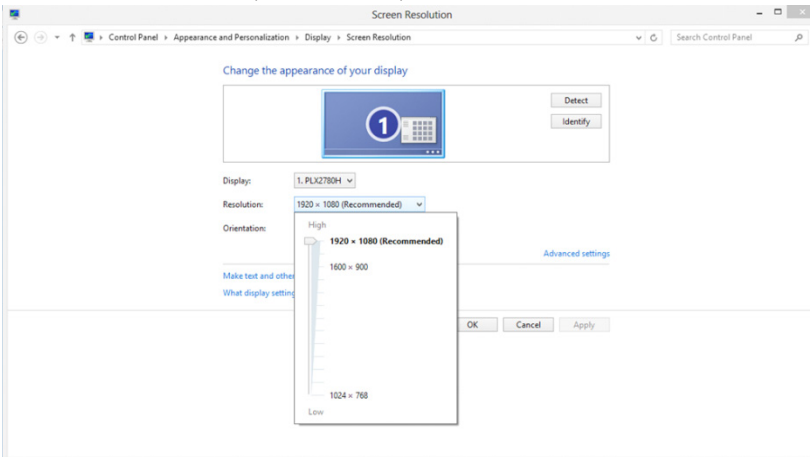 Screen Resolution
Control Panel Appearance and Personalization Display Screen Resolution
Search Control Panel
Change the appearance of your display
1
Detect
Identify
Display: 1. PLX2780H
Resolution: 1920 × 1080 (Recommended)
Orientation:
High
1920 × 1080 (Recommended)
1600 × 900
1024 × 768
Low
Advanced settings
Make text and othe
What display setting
OK Cancel Apply